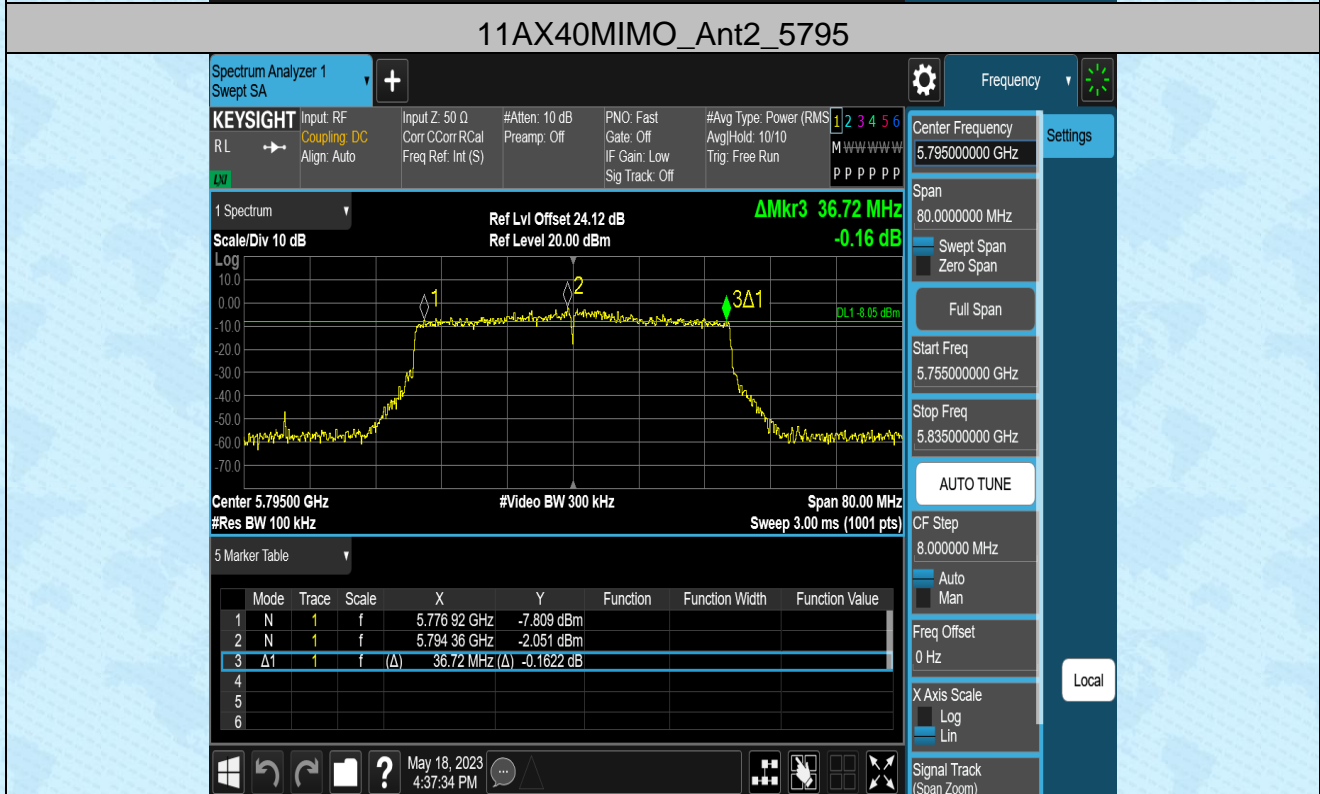 11AX40MIMO_Ant2_5795
Spectrum Analyzer 1
Swept SA
+
Frequency
KEYSIGHT
RL
LXI
Input: RF
Coupling: DC
Align: Auto
Input Z: 50 Ω
Corr CCorr RCal
Freq Ref: Int (S)
#Atten: 10 dB
Preamp: Off
PNO: Fast
Gate: Off
IF Gain: Low
Sig Track: Off
#Avg Type: Power (RMS
Avg|Hold: 10/10
Trig: Free Run
1 2 3 4 5 6
M W W W W W
P P P P P P
1 Spectrum
Scale/Div 10 dB
Log
Ref Lvl Offset 24.12 dB
Ref Level 20.00 dBm
ΔMkr3 36.72 MHz
-0.16 dB
10.0
0.00
-10.0
-20.0
-30.0
-40.0
-50.0
-60.0
-70.0
1
2
3Δ1
DL1 -8.05 dBm
Center 5.79500 GHz
#Video BW 300 kHz
Span 80.00 MHz
#Res BW 100 kHz
Sweep 3.00 ms (1001 pts)
5 Marker Table
Mode Trace Scale X Y Function Function Width Function Value
1 N 1 f 5.776 92 GHz -7.809 dBm
2 N 1 f 5.794 36 GHz -2.051 dBm
3 Δ1 1 f (Δ) 36.72 MHz (Δ) -0.1622 dB
4
5
6
?
May 18, 2023
4:37:34 PM
Center Frequency
5.795000000 GHz
Settings
Span
80.0000000 MHz
Swept Span
Zero Span
Full Span
Start Freq
5.755000000 GHz
Stop Freq
5.835000000 GHz
AUTO TUNE
CF Step
8.000000 MHz
Auto
Man
Freq Offset
0 Hz
X Axis Scale
Log
Lin
Local
Signal Track
(Span Zoom)